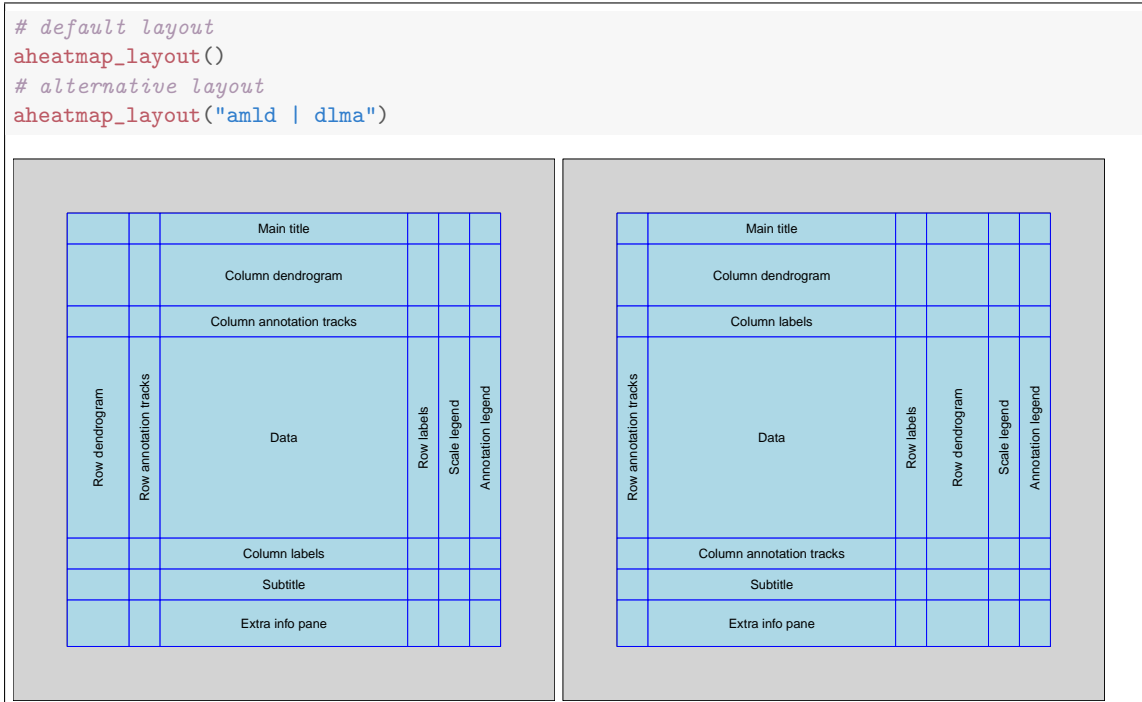 # default layout
aheatmap_layout()
# alternative layout
aheatmap_layout("amld | dlma")
Main title
Column dendrogram
Column annotation tracks
Row dendrogram
Row annotation tracks
Data
Row labels
Scale legend
Annotation legend
Column labels
Subtitle
Extra info pane
Main title
Column dendrogram
Column labels
Row annotation tracks
Data
Row labels
Row dendrogram
Scale legend
Annotation legend
Column annotation tracks
Subtitle
Extra info pane